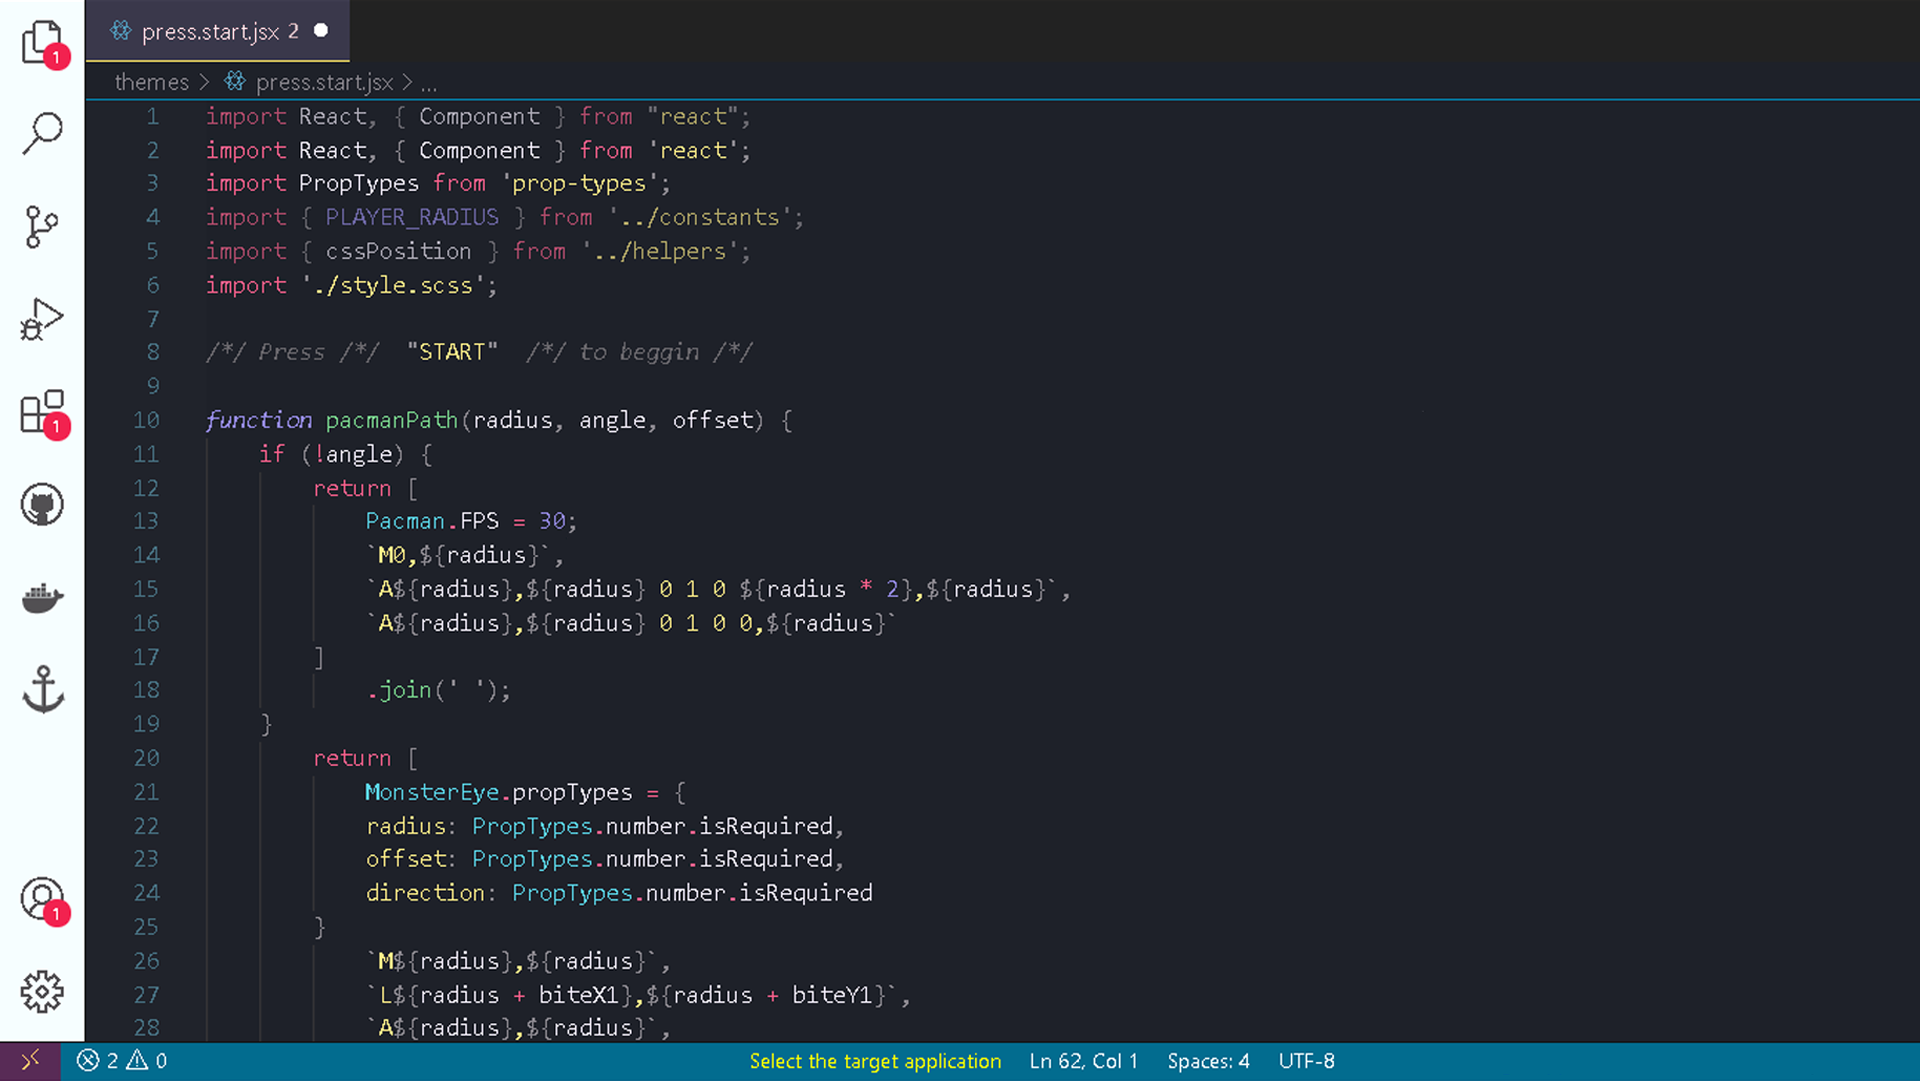 press.start.jsx 2
themes > press.start.jsx > ...
1 import React, { Component } from "react";
2 import React, { Component } from 'react';
3 import PropTypes from 'prop-types';
4 import { PLAYER_RADIUS } from '../constants';
5 import { cssPosition } from '../helpers';
6 import './style.scss';
7
8 /*/ Press /*/ "START" /*/ to beggin /*/
9
10 function pacmanPath(radius, angle, offset) {
11 if (!angle) {
12 return [
13 Pacman.FPS = 30;
14 `M0,${radius}`,
15 `A${radius},${radius} 0 1 0 ${radius * 2},${radius}`,
16 `A${radius},${radius} 0 1 0 0,${radius}`
17 ]
18 .join(' ');
19 }
20 return [
21 MonsterEye.propTypes = {
22 radius: PropTypes.number.isRequired,
23 offset: PropTypes.number.isRequired,
24 direction: PropTypes.number.isRequired
25 }
26 `M${radius},${radius}`,
27 `L${radius + biteX1},${radius + biteY1}`,
28 `A${radius},${radius}`,
1
1
1
2 0 Select the target application Ln 62, Col 1 Spaces: 4 UTF-8